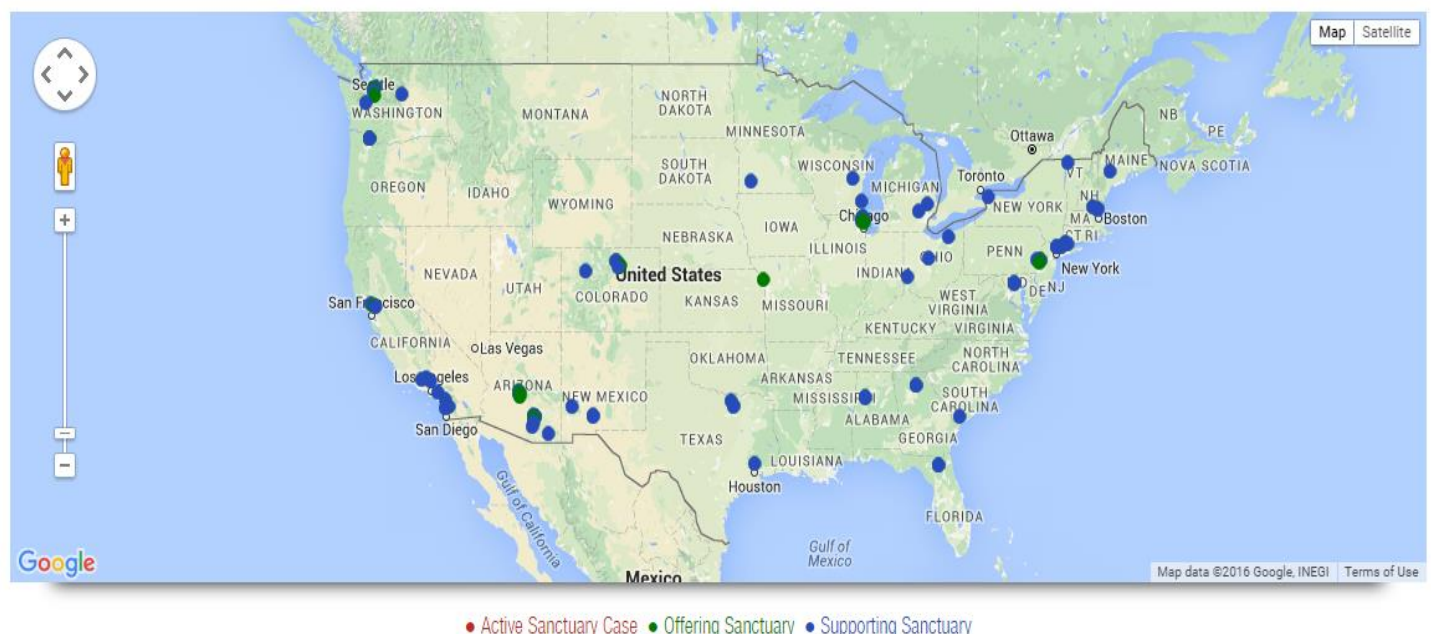 Map Satellite
NB
PE
Ottawa
Seattle
WASHINGTON
MONTANA
NORTH
DAKOTA
MINNESOTA
MAINE
NOVA SCOTIA
SOUTH
DAKOTA
WISCONSIN
MICHIGAN
Toronto
VT
NH
OREGON
IDAHO
WYOMING
NEW YORK
MA
Boston
Chicago
IOWA
CT RI
NEBRASKA
ILLINOIS
OHIO
PENN
New York
NEVADA
UTAH
United States
INDIANA
COLORADO
KANSAS
MISSOURI
WEST
VIRGINIA
DE
NJ
San Francisco
KENTUCKY
VIRGINIA
CALIFORNIA
Las Vegas
OKLAHOMA
TENNESSEE
NORTH
CAROLINA
Los Angeles
ARIZONA
NEW MEXICO
ARKANSAS
MISSISSIPPI
SOUTH
CAROLINA
ALABAMA
San Diego
TEXAS
GEORGIA
LOUISIANA
Houston
Gulf of California
FLORIDA
Gulf of
Mexico
Google
Mexico
Map data ©2016 Google, INEGI
Terms of Use
Active Sanctuary Case Offering Sanctuary Supporting Sanctuary